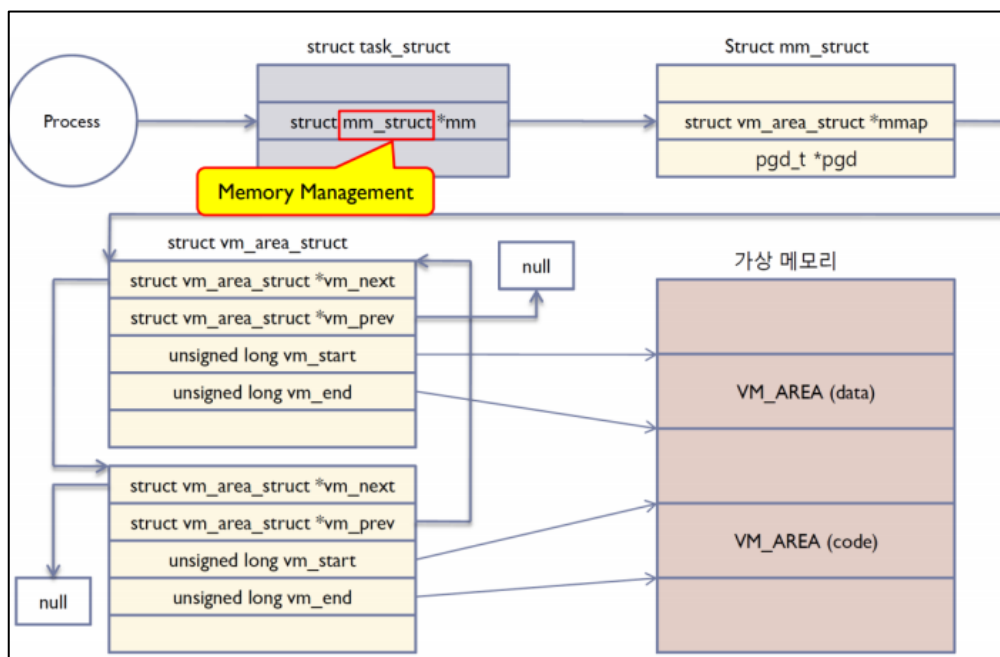 struct task_struct
Struct mm_struct
Process
struct mm_struct *mm
struct vm_area_struct *mmap
pgd_t *pgd
Memory Management
struct vm_area_struct
null
가상 메모리
struct vm_area_struct *vm_next
struct vm_area_struct *vm_prev
unsigned long vm_start
unsigned long vm_end
VM_AREA (data)
struct vm_area_struct *vm_next
struct vm_area_struct *vm_prev
unsigned long vm_start
unsigned long vm_end
VM_AREA (code)
null